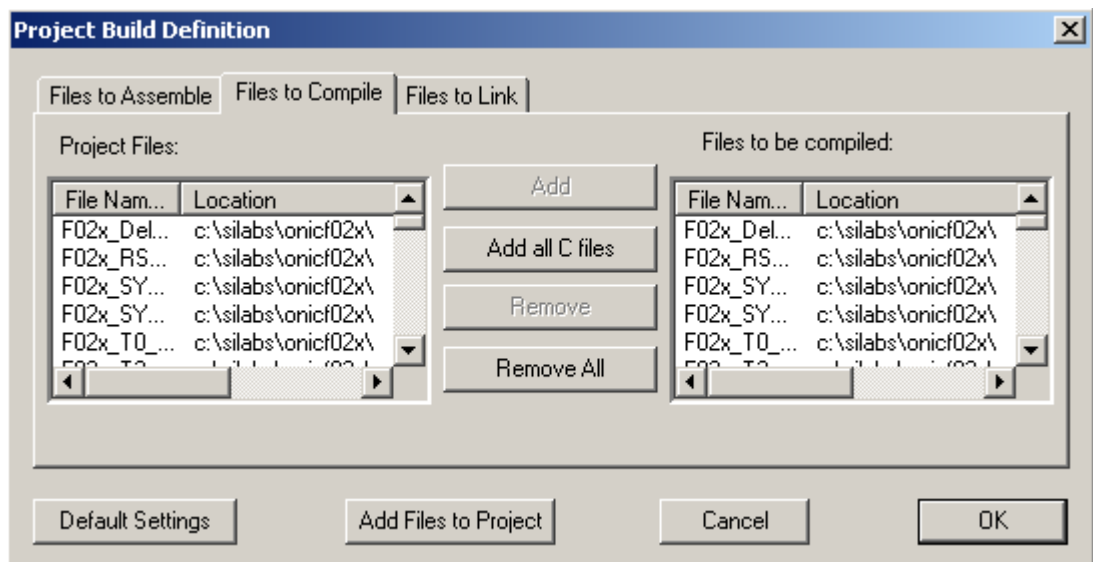 Project Build Definition
Files to Assemble Files to Compile Files to Link
Project Files:
Files to be compiled:
File Nam... Location
F02x_Del... c:\silabs\onicf02x\
F02x_RS... c:\silabs\onicf02x\
F02x_SY... c:\silabs\onicf02x\
F02x_SY... c:\silabs\onicf02x\
F02x_T0_... c:\silabs\onicf02x\
Add
Add all C files
Remove
Remove All
File Nam... Location
F02x_Del... c:\silabs\onicf02x\
F02x_RS... c:\silabs\onicf02x\
F02x_SY... c:\silabs\onicf02x\
F02x_SY... c:\silabs\onicf02x\
F02x_T0_... c:\silabs\onicf02x\
Default Settings Add Files to Project Cancel OK